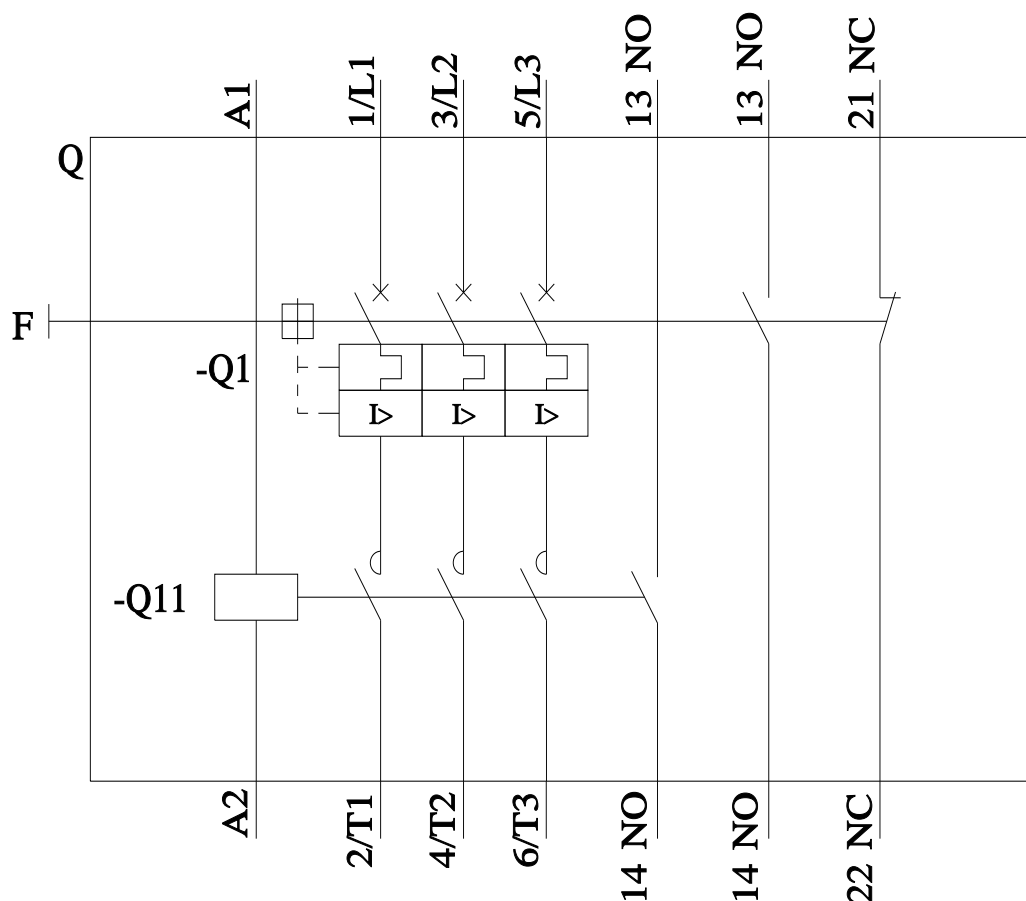 A1
1/L1
3/L2
5/L3
13 NO
13 NO
21 NC
Q
F
-Q1
I>
I>
I>
-Q11
A2
2/T1
4/T2
6/T3
14 NO
14 NO
22 NC